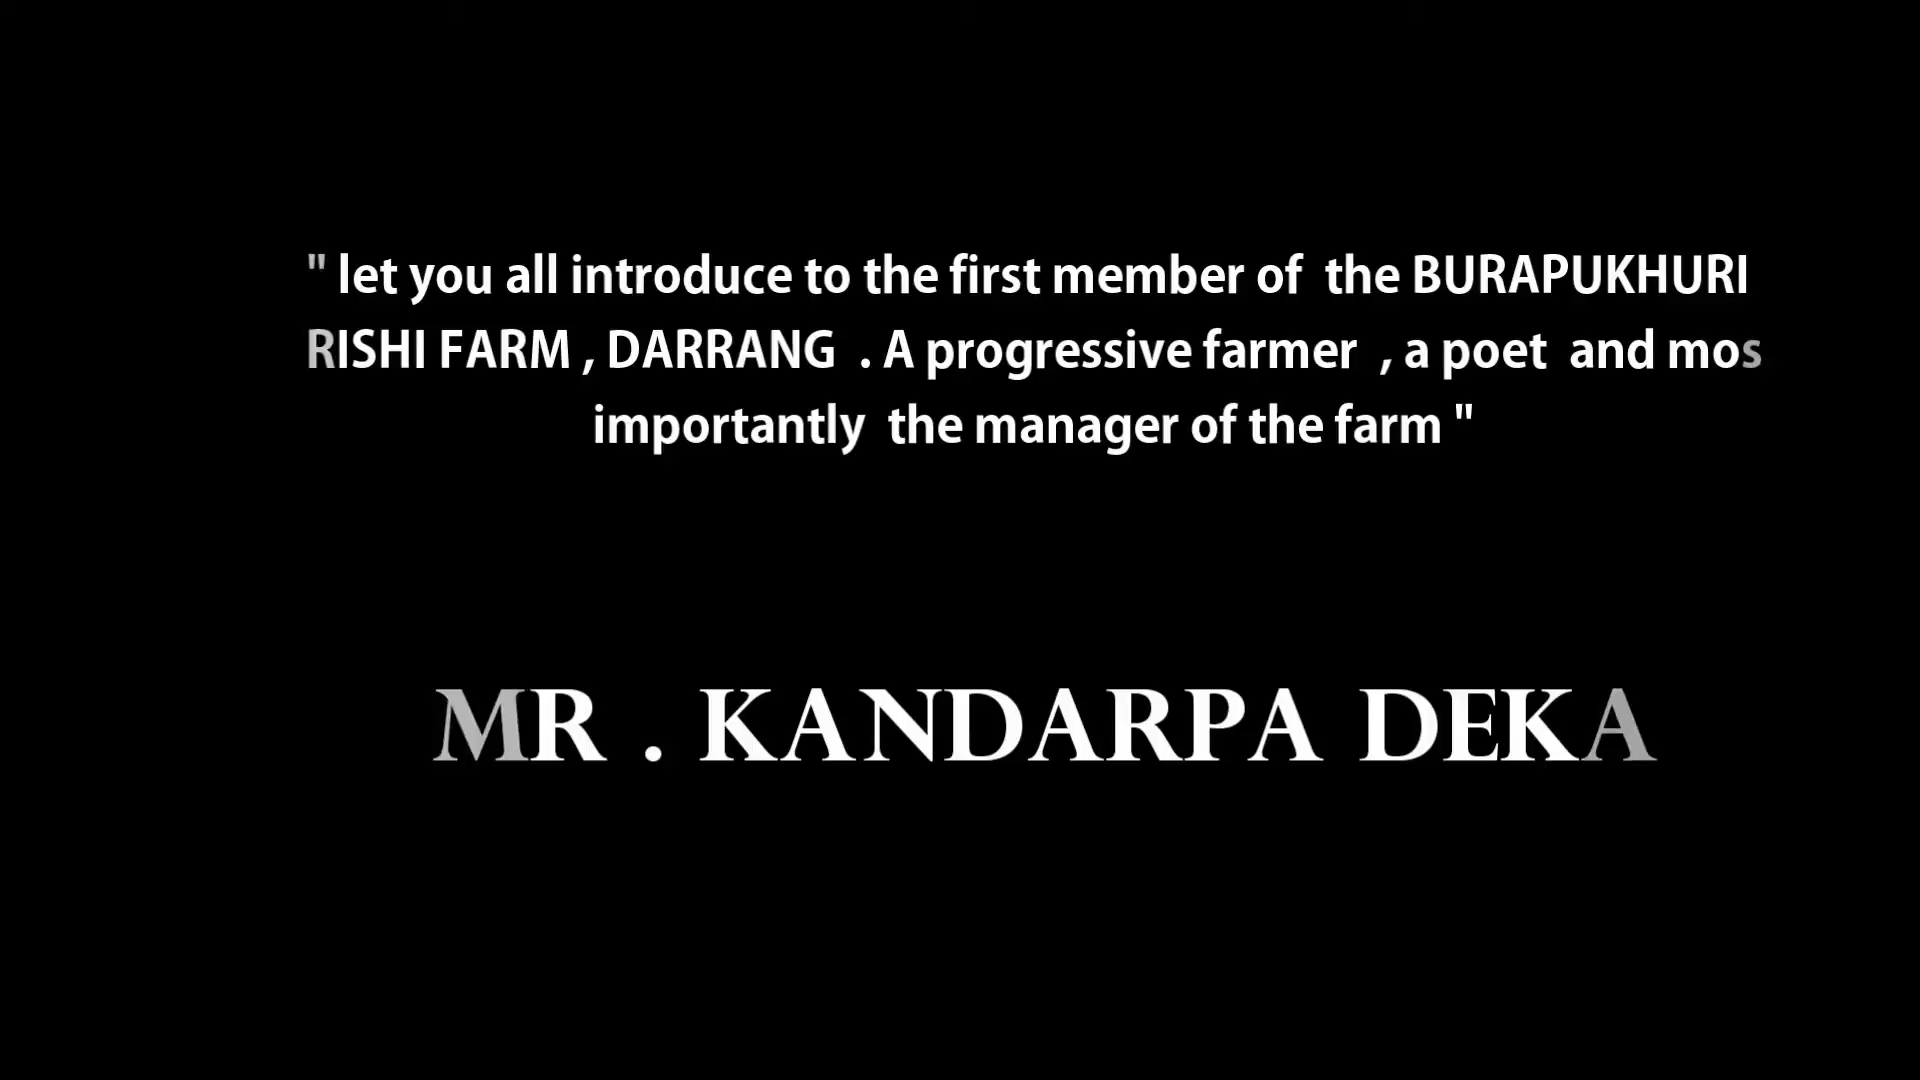 " let you all introduce to the first member of the BURAPUKHURI
RISHI FARM , DARRANG . A progressive farmer , a poet and mos
importantly the manager of the farm "
MR . KANDARPA DEKA